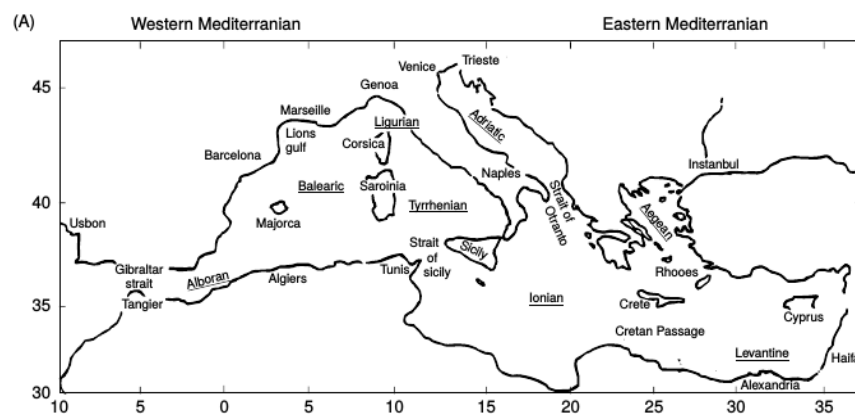 (A)
Western Mediterranian
Eastern Mediterranian
45
40
35
30
Venice
Trieste
Genoa
Marseille
Ligurian
Lions
gulf
Corsica
Adriatic
Barcelona
Instanbul
Balearic
Saroinia
Naples
Strait of
Otranto
Tyrrhenian
Majorca
Aegean
Usbon
Strait
of
sicily
Sicily
Gibraltar
strait
Alboran
Algiers
Tunis
Rhooes
Tangier
Ionian
Crete
Cyprus
Cretan Passage
Levantine
Haifa
Alexandria
10 5 0 5 10 15 20 25 30 35